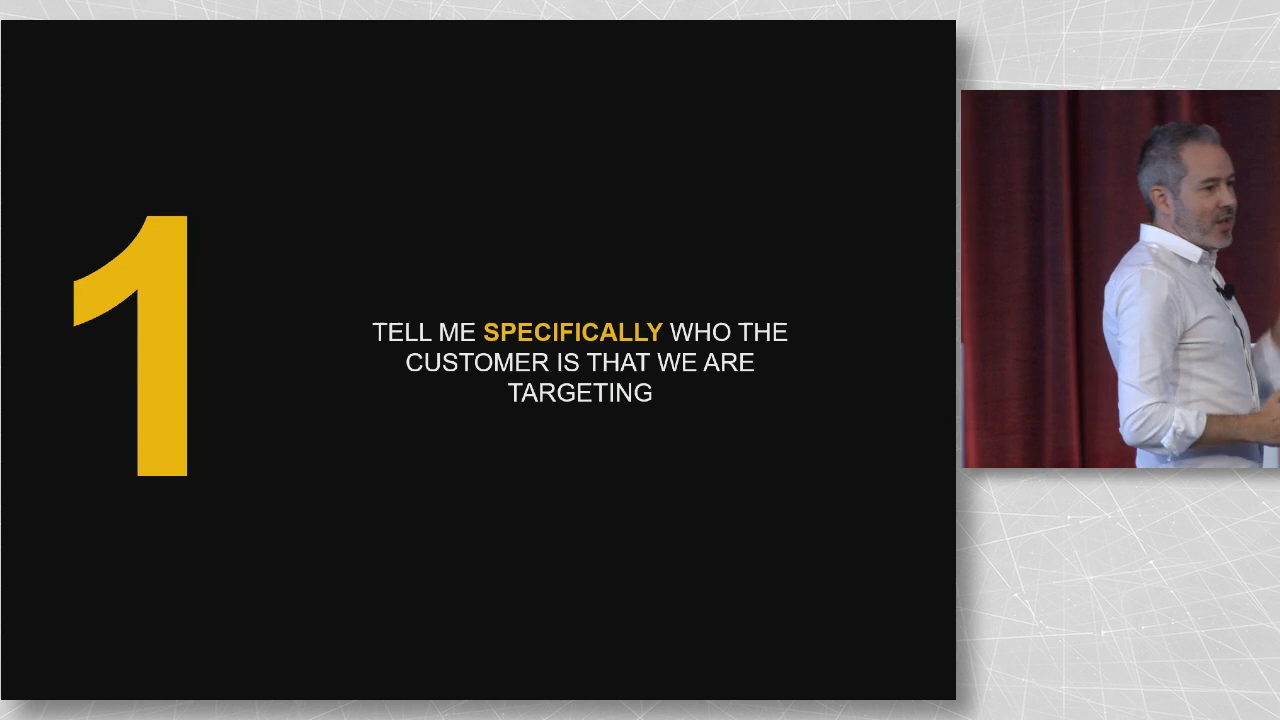 1
TELL ME SPECIFICALLY WHO THE
CUSTOMER IS THAT WE ARE
TARGETING